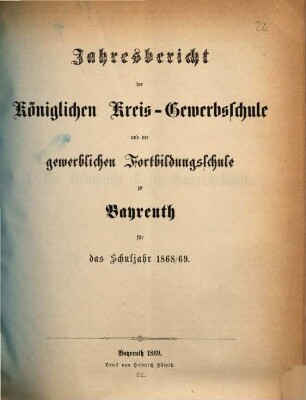 22
Jahresbericht
der
Königlichen Kreis-Gewerbsschule
und der
gewerblichen Fortbildungsschule
zu
Bayreuth
für
das Schuljahr 1868/69.
Bayreuth 1869.
Druck von Heinrich